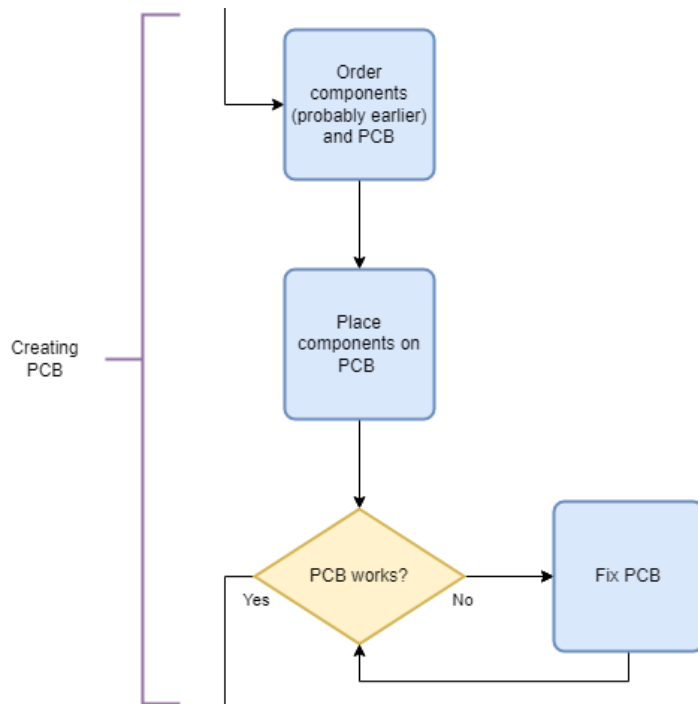 Order
components
(probably earlier)
and PCB
Place
components on
PCB
Creating
PCB
PCB works?
Yes
No
Fix PCB